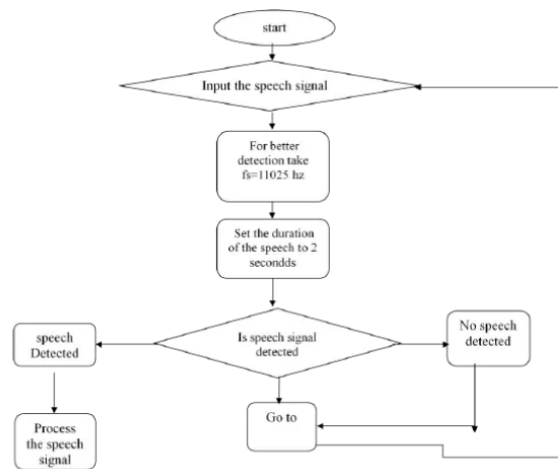 start
Input the speech signal
For better
detection take
fs=11025 hz
Set the duration
of the speech to 2
secondds
Is speech signal
detected
speech
Detected
No speech
detected
Process
the speech
signal
Go to